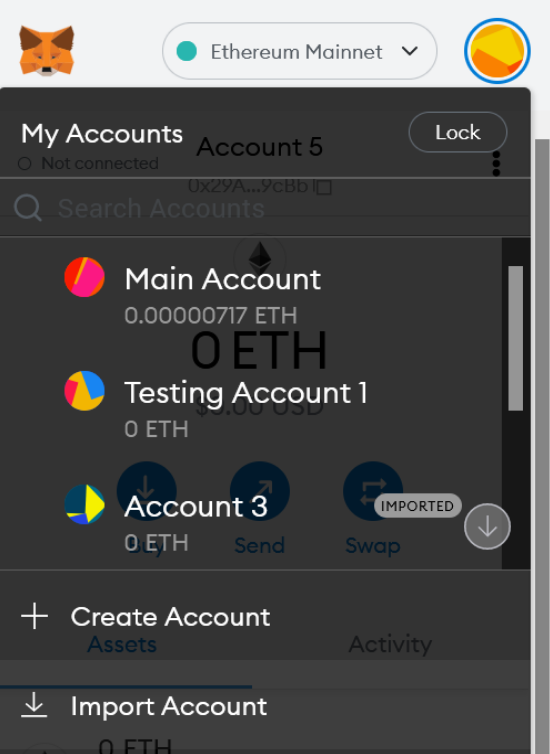 Ethereum Mainnet
My Accounts
Lock
Account 5
Not connected
0x29A...9cBb
Search Accounts
Main Account
0.00000717 ETH
0 ETH
Testing Account 1
$0.00 USD
0 ETH
Account 3
IMPORTED
0 ETH
Buy
Send
Swap
Create Account
Assets
Activity
Import Account
0 ETH